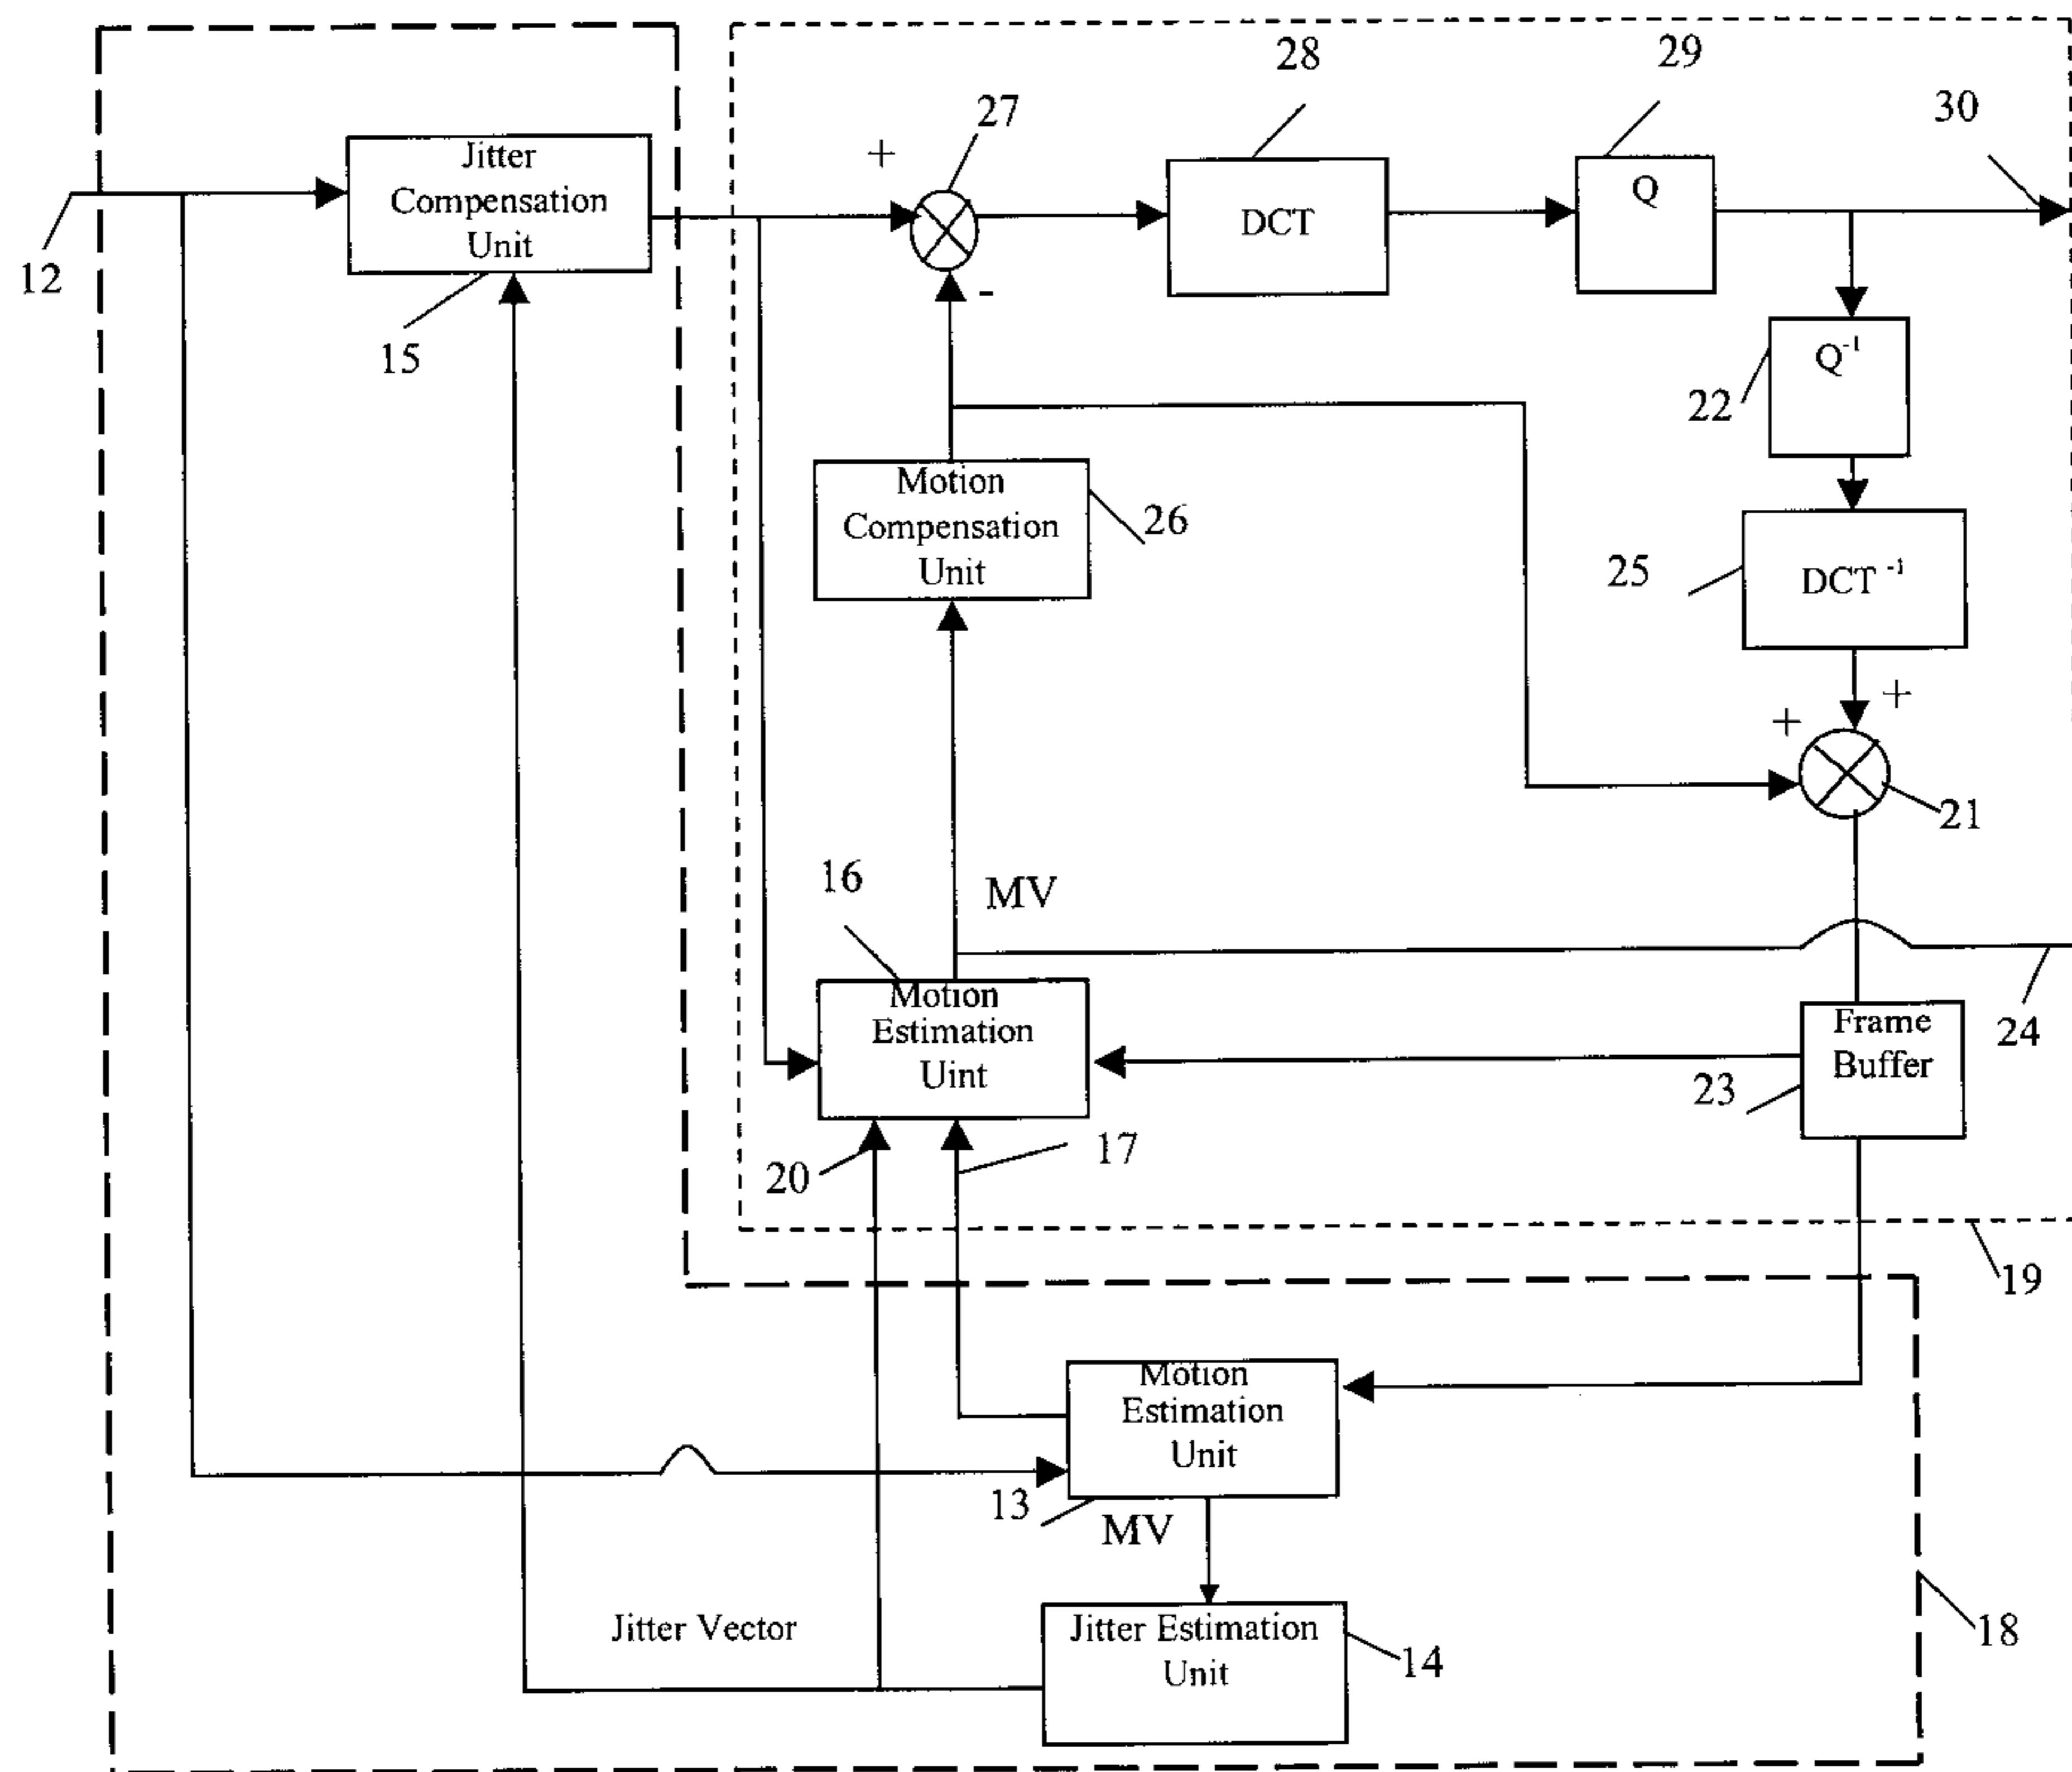 28
29
30
27
+
Jitter
Compensation
Unit
Q
DCT
12
-
15
Q-1
22
Motion
Compensation
Unit
26
25
DCT -1
+
+
21
16
MV
Motion
Estimation
Uint
Frame
Buffer
24
23
20
17
19
Motion
Estimation
Unit
13
MV
Jitter Vector
Jitter Estimation
Unit
18
14